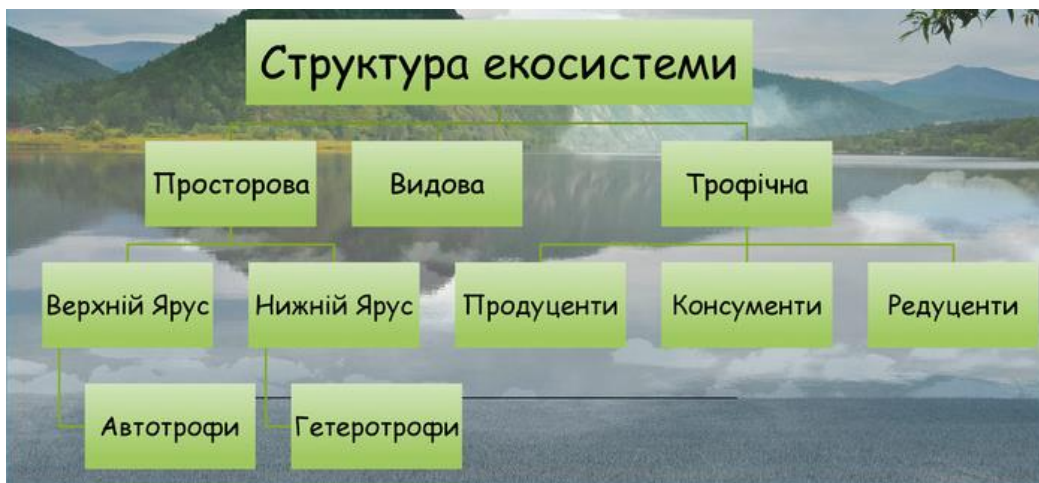 Структура екосистеми
Просторова
Видова
Трофічна
Верхній Ярус
Нижній Ярус
Продуценти
Консументи
Редуценти
Автотрофи
Гетеротрофи